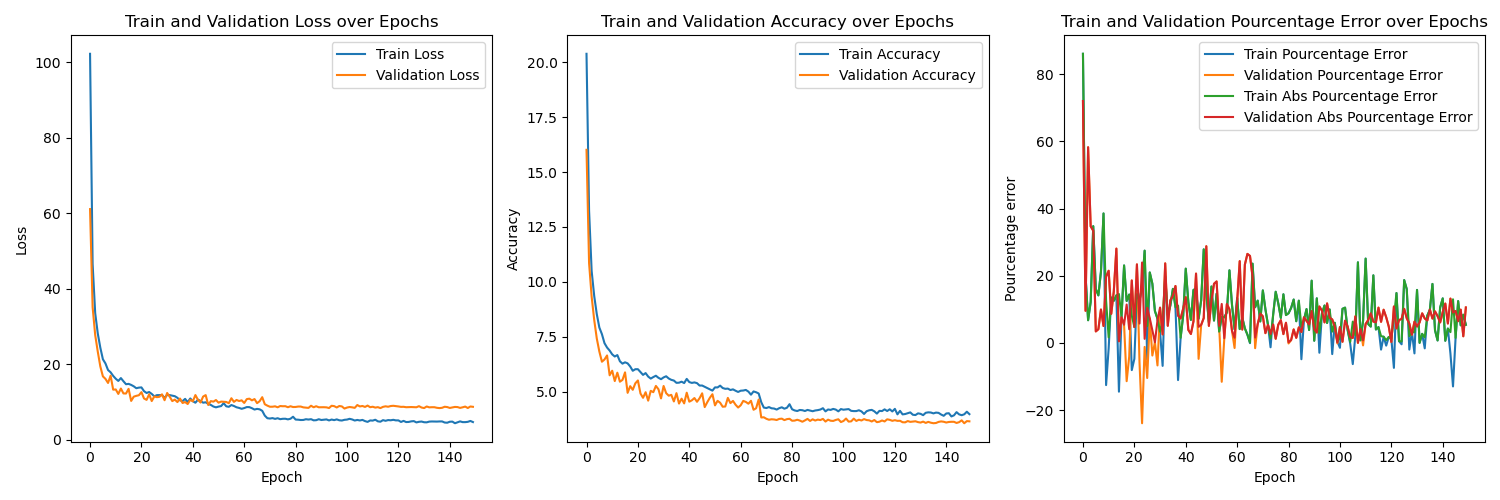 Train and Validation Loss over Epochs
Train Loss
Validation Loss
Loss
100
80
60
40
20
0
0 20 40 60 80 100 120 140
Epoch
Train and Validation Accuracy over Epochs
Train Accuracy
Validation Accuracy
Accuracy
20.0
17.5
15.0
12.5
10.0
7.5
5.0
0 20 40 60 80 100 120 140
Epoch
Train and Validation Pourcentage Error over Epochs
Train Pourcentage Error
Validation Pourcentage Error
Train Abs Pourcentage Error
Validation Abs Pourcentage Error
Pourcentage error
80
60
40
20
0
−20
0 20 40 60 80 100 120 140
Epoch